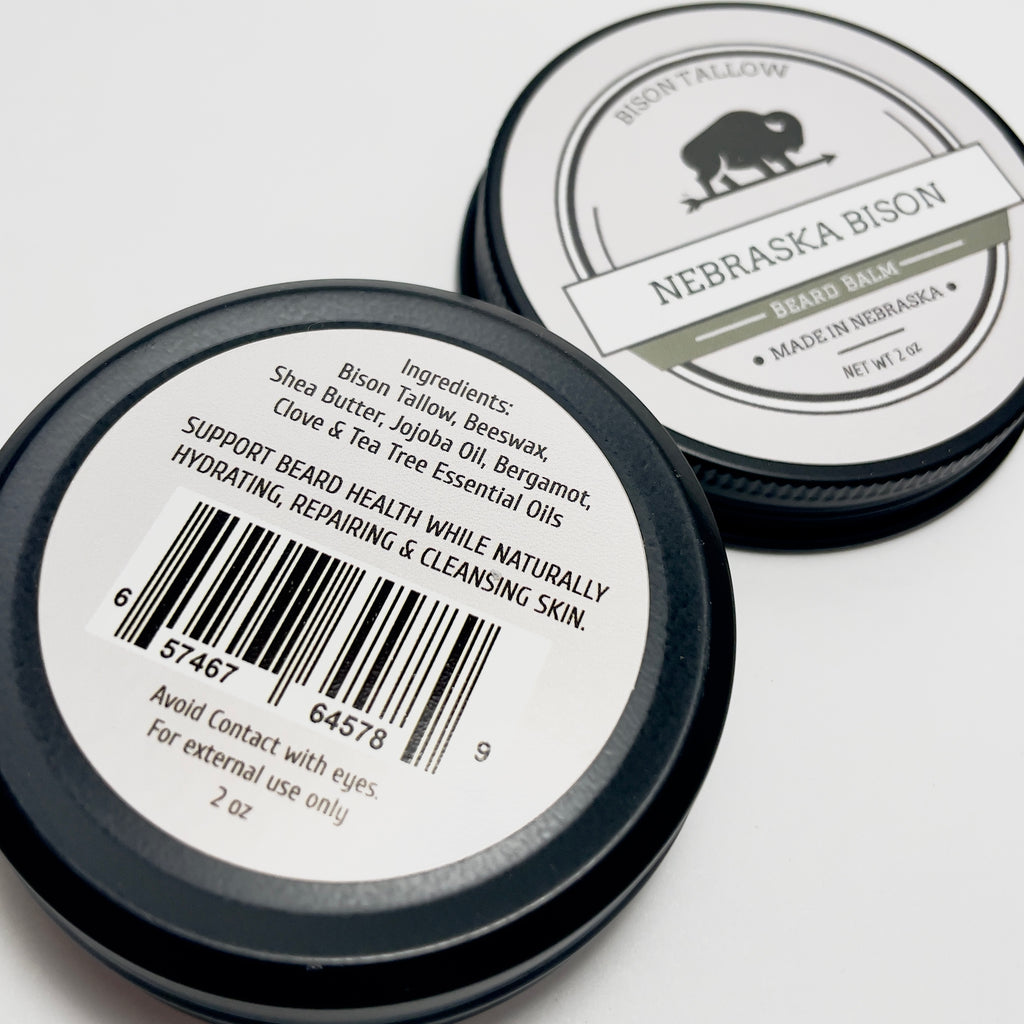 BISON TALLOW
NEBRASKA BISON
BEARD BALM
• MADE IN NEBRASKA •
NET WT 2 oz
Ingredients:
Bison Tallow, Beeswax,
Shea Butter, Jojoba Oil, Bergamot,
Clove & Tea Tree Essential Oils
SUPPORT BEARD HEALTH WHILE NATURALLY
HYDRATING, REPAIRING & CLEANSING SKIN.
6 57467 64578 9
Avoid Contact with eyes.
For external use only
2 oz